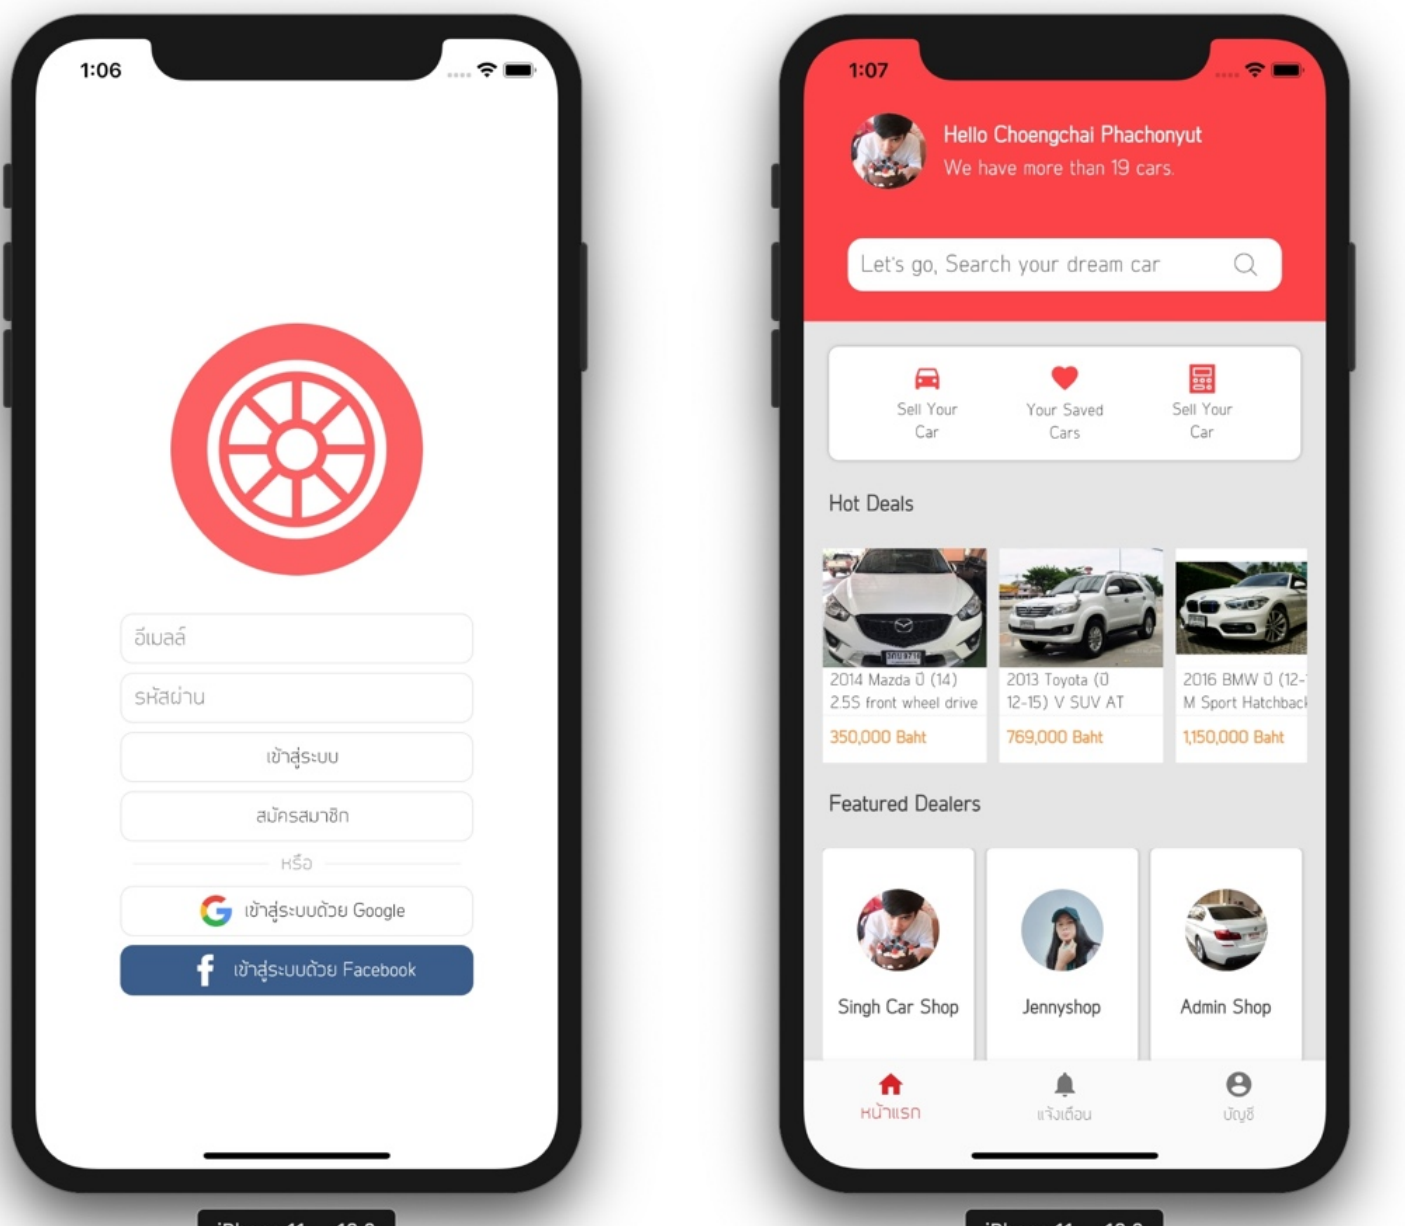 1:06
อีเมลล์
รหัสผ่าน
เข้าสู่ระบบ
สมัครสมาชิก
หรือ
เข้าสู่ระบบด้วย Google
เข้าสู่ระบบด้วย Facebook
1:07
Hello Choengchai Phachonyut
We have more than 19 cars.
Let's go, Search your dream car
Sell Your
Car
Your Saved
Cars
Sell Your
Car
Hot Deals
2014 Mazda ปี (14)
2.5S front wheel drive
350,000 Baht
2013 Toyota (ปี
12-15) V SUV AT
769,000 Baht
2016 BMW ปี (12-
M Sport Hatchback
1,150,000 Baht
Featured Dealers
Singh Car Shop
Jennyshop
Admin Shop
หน้าแรก
แจ้งเตือน
บัญชี